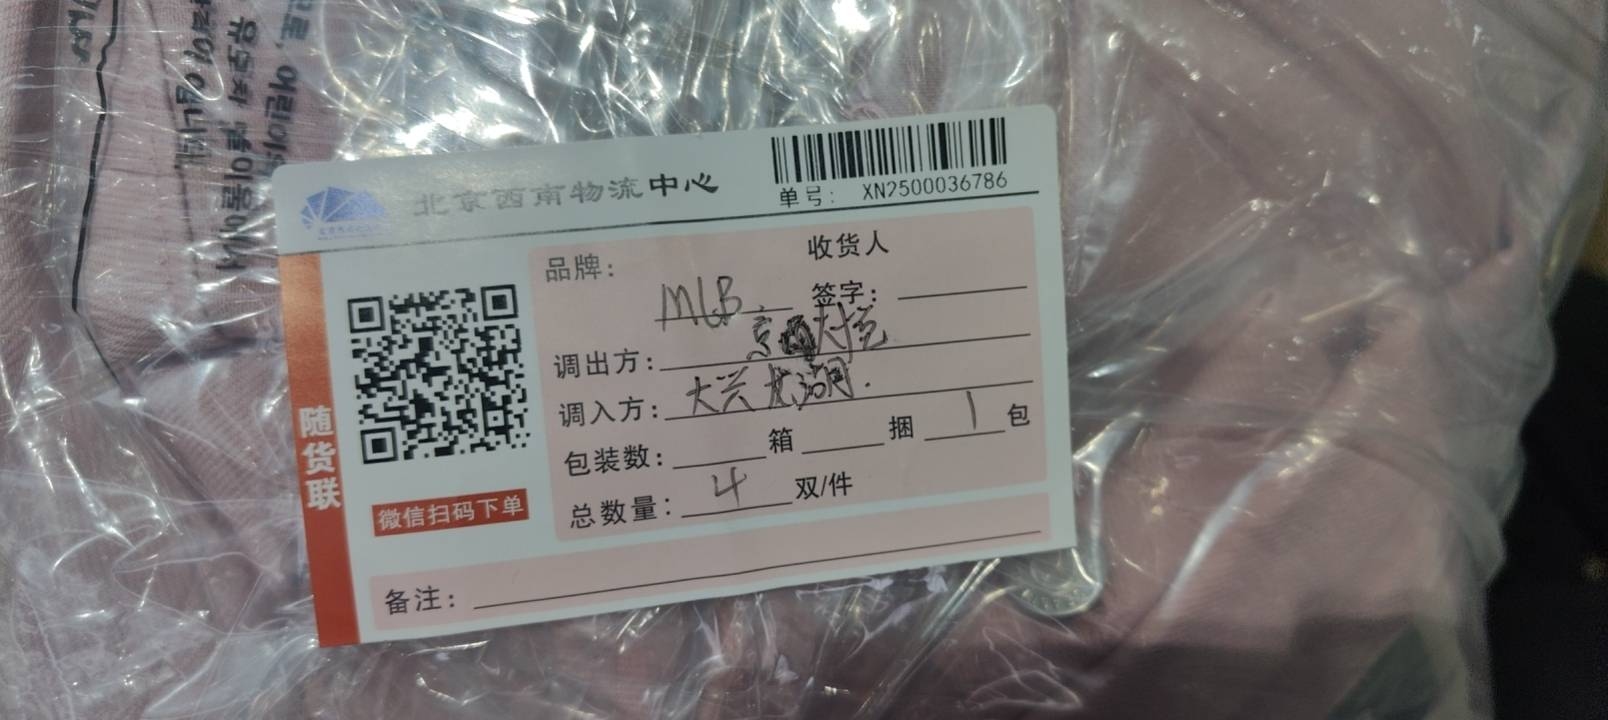 北京西南物流中心
单号: XN2500036786
品牌: MLB
收货人
签字:
调出方: 京 大悦
调入方: 大兴龙湖.
包装数: 箱 捆 1 包
总数量: 4 双/件
备注:
随货联
微信扫码下单